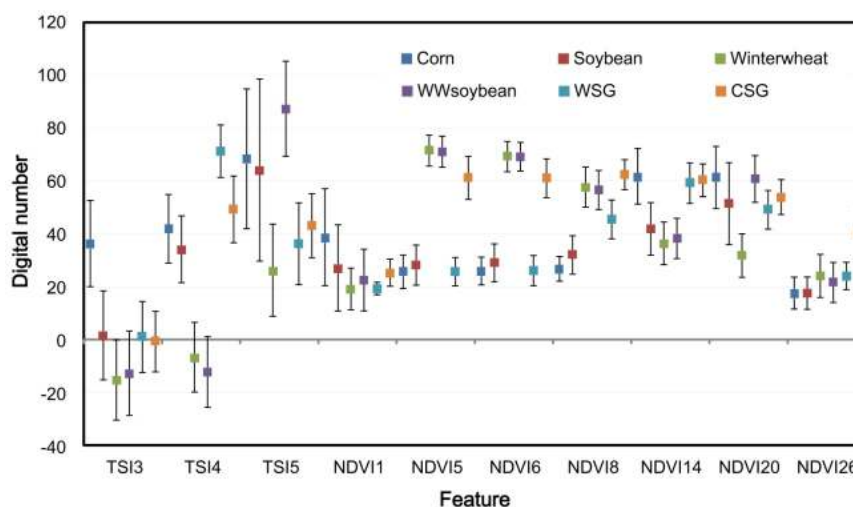 120
100
80
60
40
20
0
-20
-40
Digital number
Corn Soybean Winterwheat
WWsoybean WSG CSG
TSI3 TSI4 TSI5 NDVI1 NDVI5 NDVI6 NDVI8 NDVI14 NDVI20 NDVI26
Feature